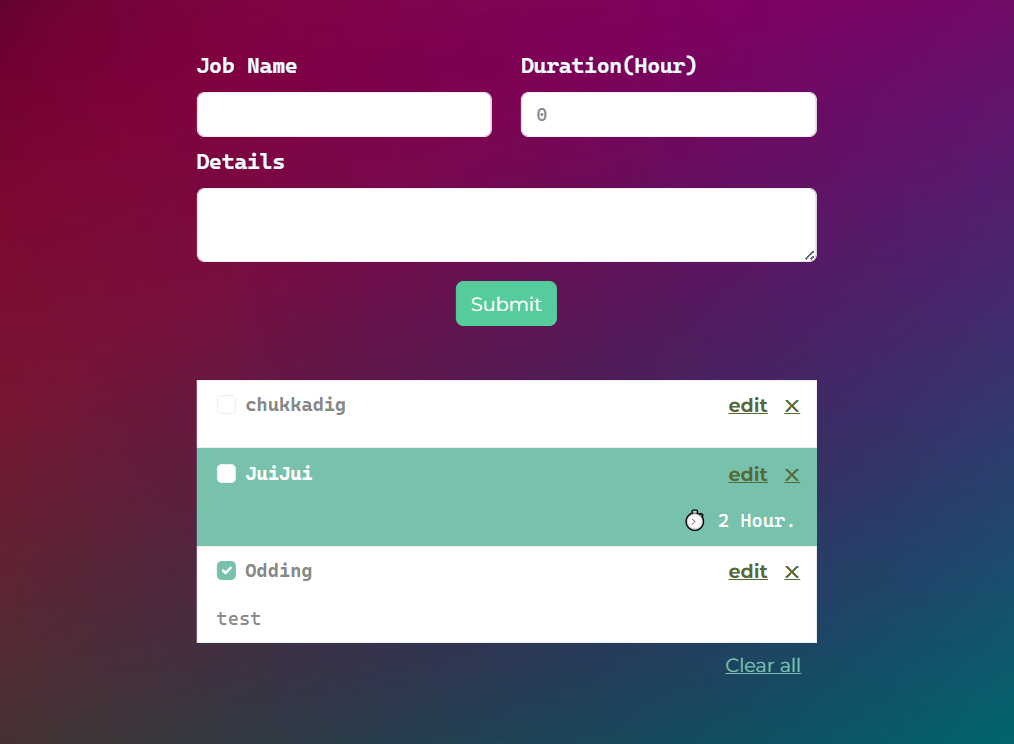 Job Name Duration(Hour)
0
Details
Submit
chukkadig edit X
JuiJui edit X
2 Hour.
Odding edit X
test
Clear all